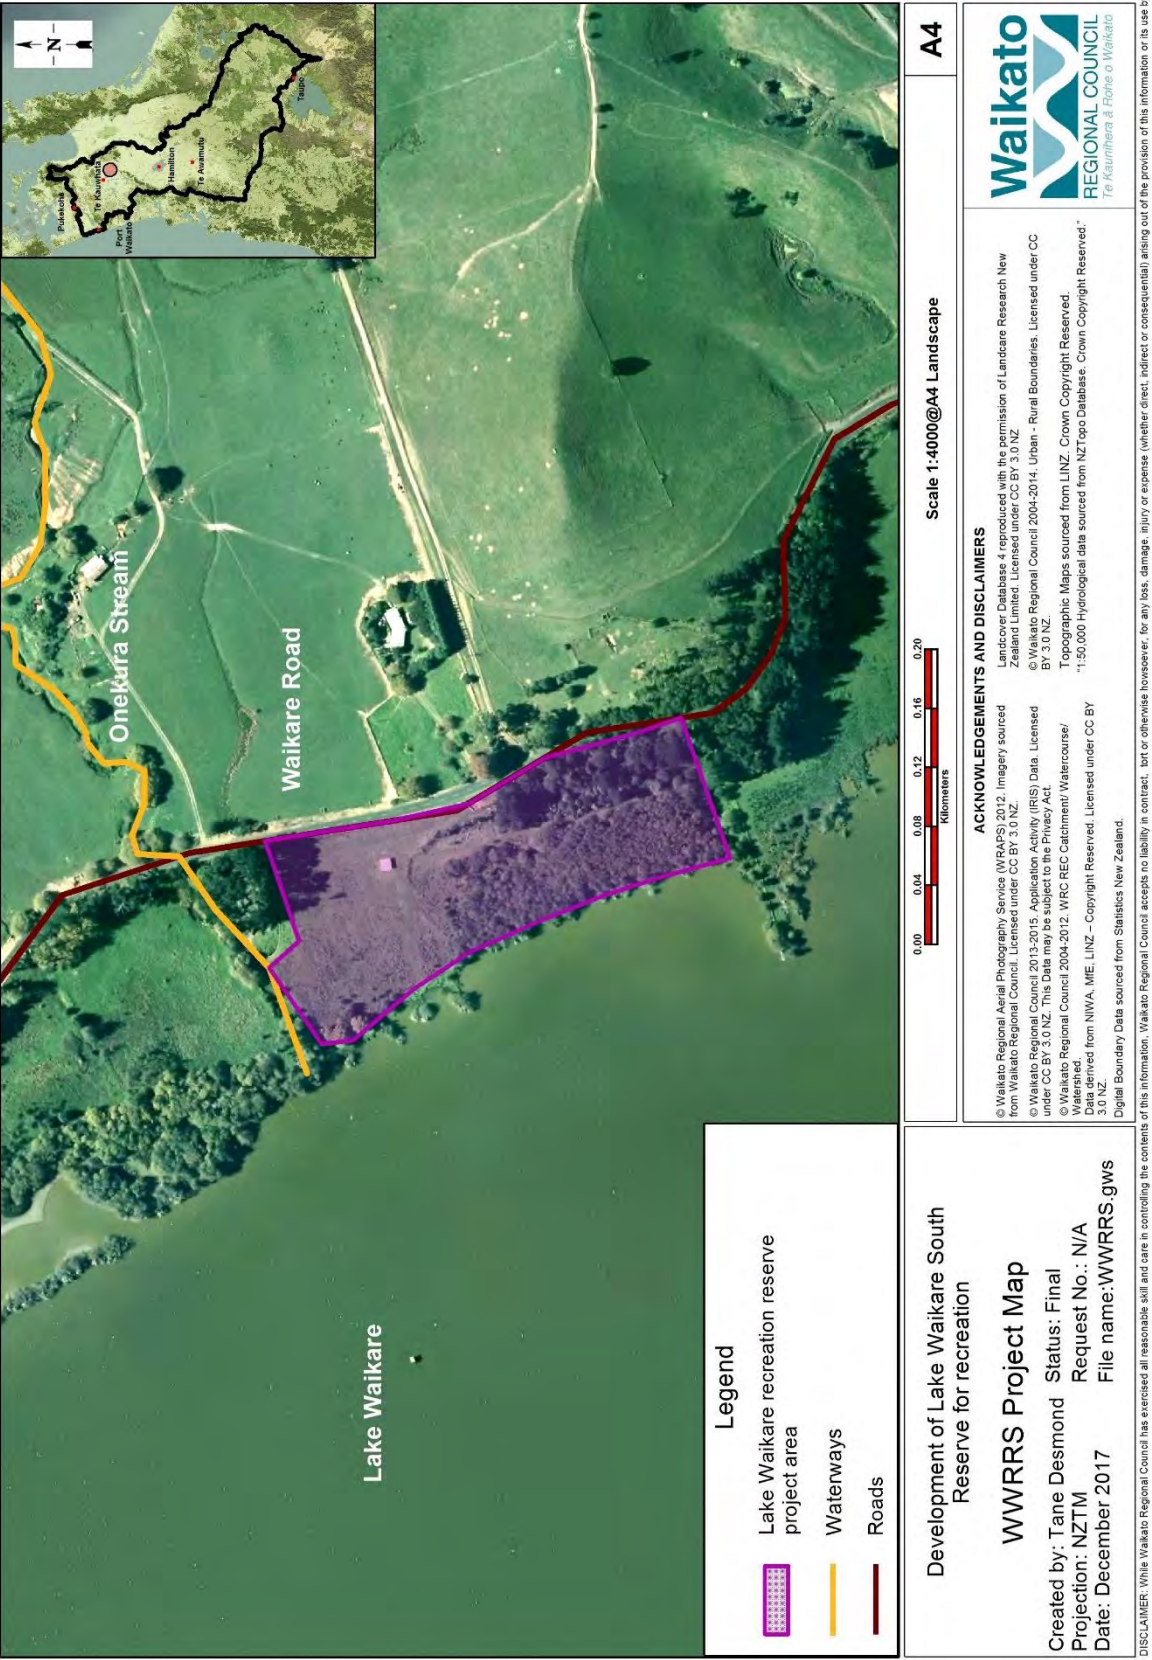 - N -
Pukekohe
Port
Waikato
Te Kauwhata
Hamilton
Te Awamutu
Taupo
Onekura Stream
Waikare Road
Lake Waikare
Legend
Lake Waikare recreation reserve
project area
Waterways
Roads
0.00 0.04 0.08 0.12 0.16 0.20
Kilometers
Scale 1:4000@A4 Landscape
A4
Development of Lake Waikare South
Reserve for recreation
WWRRS Project Map
Created by: Tane Desmond Status: Final
Projection: NZTM Request No.: N/A
Date: December 2017 File name:WWRRS.gws
ACKNOWLEDGEMENTS AND DISCLAIMERS
© Waikato Regional Aerial Photography Service (WRAPS) 2012. Imagery sourced
from Waikato Regional Council. Licensed under CC BY 3.0 NZ.
© Waikato Regional Council 2013-2015. Application Activity (IRIS) Data. Licensed
under CC BY 3.0 NZ. This Data may be subject to the Privacy Act.
© Waikato Regional Council 2004-2012. WRC REC Catchment/ Watercourse/
Watershed.
Data derived from NIWA, MfE, LINZ – Copyright Reserved. Licensed under CC BY
3.0 NZ.
Digital Boundary Data sourced from Statistics New Zealand.
Landcover Database 4 reproduced with the permission of Landcare Research New
Zealand Limited. Licensed under CC BY 3.0 NZ
© Waikato Regional Council 2004-2014. Urban - Rural Boundaries. Licensed under CC
BY 3.0 NZ.
Topographic Maps sourced from LINZ. Crown Copyright Reserved.
"1:50,000 Hydrological data sourced from NZTopo Database. Crown Copyright Reserved."
Waikato
REGIONAL COUNCIL
Te Kaunihera ā Rohe o Waikato
DISCLAIMER: While Waikato Regional Council has exercised all reasonable skill and care in controlling the contents of this information, Waikato Regional Council accepts no liability in contract, tort or otherwise howsoever, for any loss, damage, injury or expense (whether direct, indirect or consequential) arising out of the provision of this information or its use b